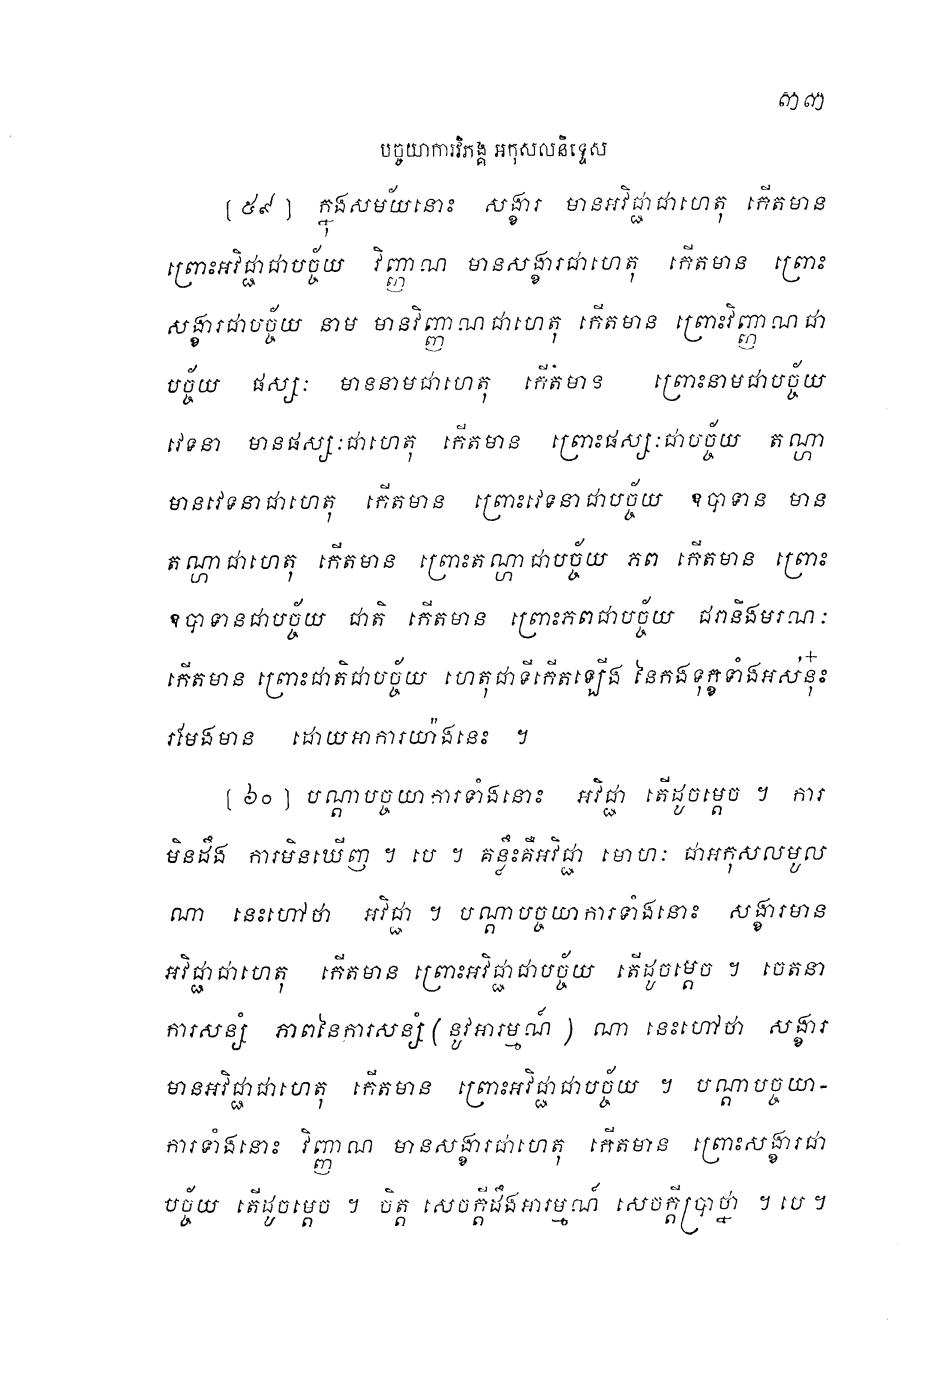 ៣៣
បច្ចយាការវិភង្គ អកុសលនិទ្ទេស
[ ៥៩ ] ក្នុងសម័យនោះ សង្ខារ មានអវិជ្ជាជាហេតុ កើតមាន
ព្រោះអវិជ្ជាជាបច្ច័យ វិញ្ញាណ មានសង្ខារជាហេតុ កើតមាន ព្រោះ
សង្ខារជាបច្ច័យ នាម មានវិញ្ញាណជាហេតុ កើតមាន ព្រោះវិញ្ញាណជា
បច្ច័យ ផស្សៈ មាននាមជាហេតុ កើតមាន ព្រោះនាមជាបច្ច័យ
វេទនា មានផស្សៈជាហេតុ កើតមាន ព្រោះផស្សៈជាបច្ច័យ តណ្ហា
មានវេទនាជាហេតុ កើតមាន ព្រោះវេទនាជាបច្ច័យ ឧបាទាន មាន
តណ្ហាជាហេតុ កើតមាន ព្រោះតណ្ហាជាបច្ច័យ ភព កើតមាន ព្រោះ
ឧបាទានជាបច្ច័យ ជាតិ កើតមាន ព្រោះភពជាបច្ច័យ ជរានិងមរណៈ
កើតមាន ព្រោះជាតិជាបច្ច័យ ហេតុជាទីកើតឡើង នៃកងទុក្ខទាំងអស់នុ៎ះ
រមែងមាន ដោយអាការយ៉ាងនេះ ។
[ ៦០ ] បណ្តាបច្ចយាការទាំងនោះ អវិជ្ជា តើដូចម្តេច ។ ការ
មិនដឹង ការមិនឃើញ ។ បេ ។ គន្លឹះគឺអវិជ្ជា មោហៈ ជាអកុសលមូល
ណា នេះហៅថា អវិជ្ជា ។ បណ្តាបច្ចយាការទាំងនោះ សង្ខារមាន
អវិជ្ជាជាហេតុ កើតមាន ព្រោះអវិជ្ជាជាបច្ច័យ តើដូចម្តេច ។ ចេតនា
ការសន្សំ ភាពនៃការសន្សំ ( នូវអារម្មណ៍ ) ណា នេះហៅថា សង្ខារ
មានអវិជ្ជាជាហេតុ កើតមាន ព្រោះអវិជ្ជាជាបច្ច័យ ។ បណ្តាបច្ចយា-
ការទាំងនោះ វិញ្ញាណ មានសង្ខារជាហេតុ កើតមាន ព្រោះសង្ខារជា
បច្ច័យ តើដូចម្តេច ។ ចិត្ត សេចក្តីដឹងអារម្មណ៍ សេចក្តីប្រាថ្នា ។ បេ ។